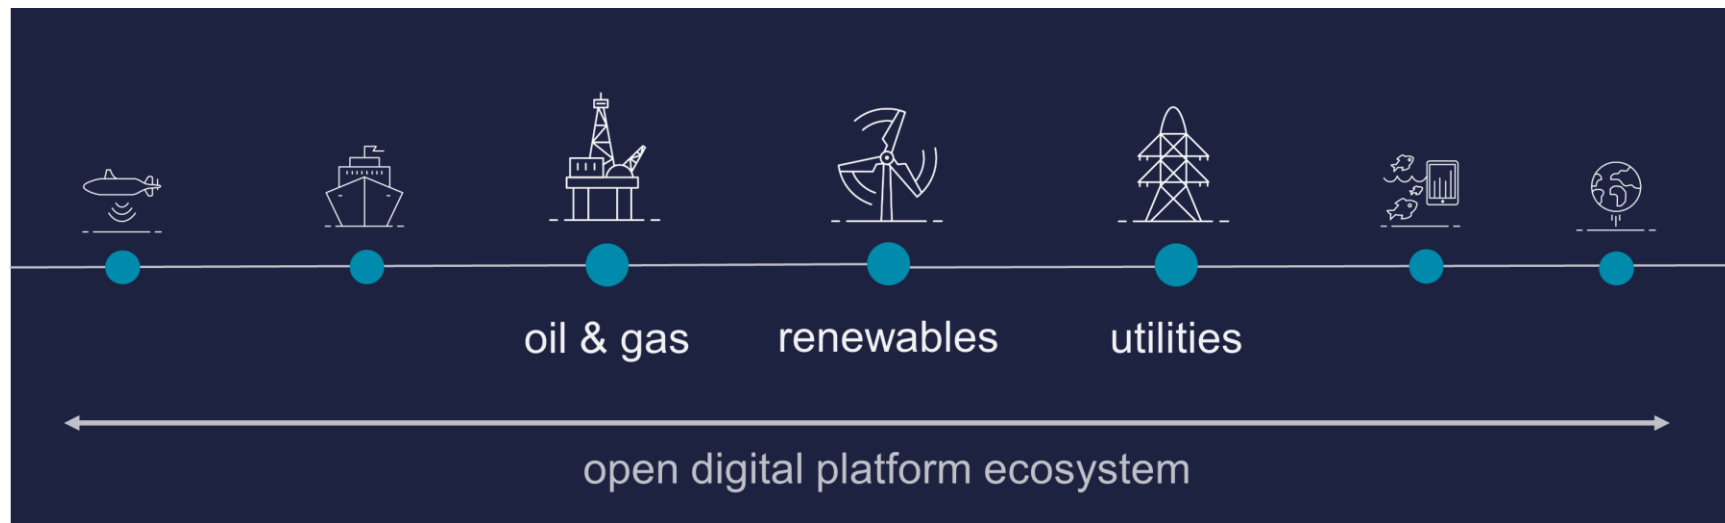 oil & gas
renewables
utilities
open digital platform ecosystem